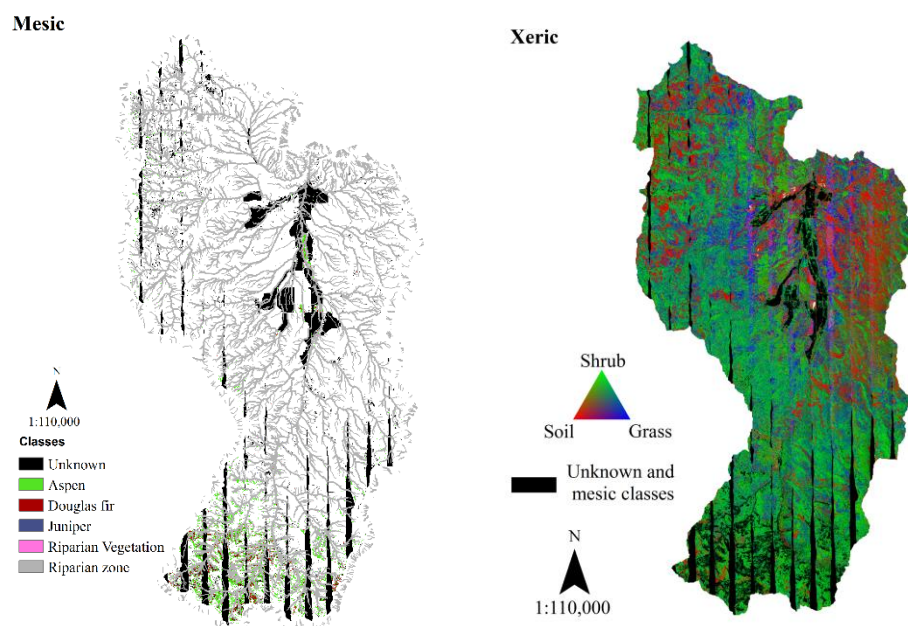 Mesic
N
1:110,000
Classes
Unknown
Aspen
Douglas fir
Juniper
Riparian Vegetation
Riparian zone
Xeric
Shrub
Soil Grass
Unknown and
mesic classes
N
1:110,000